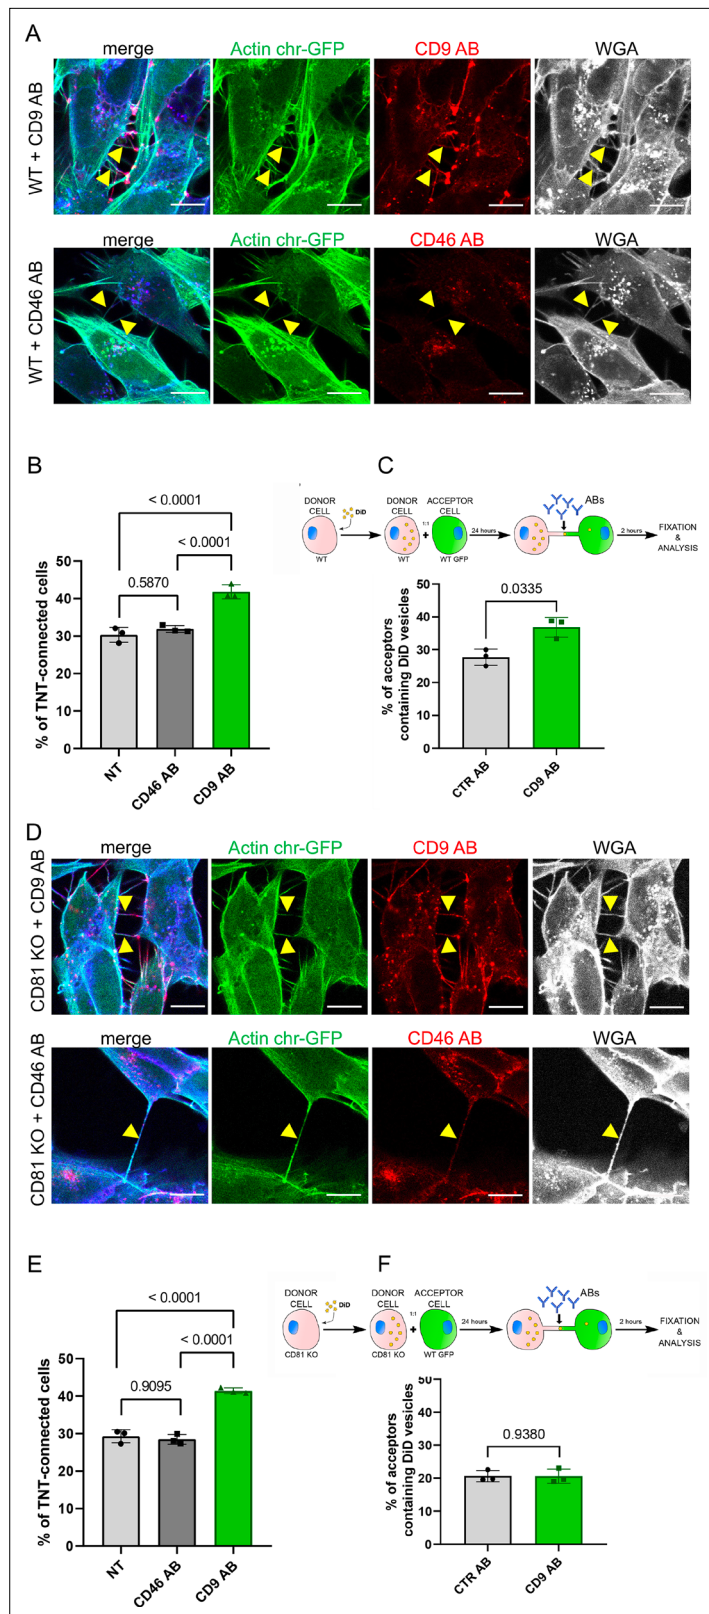 A
merge Actin chr-GFP CD9 AB WGA
WT + CD9 AB
merge Actin chr-GFP CD46 AB WGA
WT + CD46 AB
B
< 0.0001
< 0.0001
0.5870
% of TNT-connected cells
50
40
30
20
10
0
NT CD46 AB CD9 AB
C
DONOR CELL DiD DONOR CELL ACCEPTOR CELL ABs
1:1 24 hours 2 hours FIXATION & ANALYSIS
WT WT WT GFP
0.0335
% of acceptors
containing DiD vesicles
50
40
30
20
10
0
CTR AB CD9 AB
D
merge Actin chr-GFP CD9 AB WGA
CD81 KO + CD9 AB
merge Actin chr-GFP CD46 AB WGA
CD81 KO + CD46 AB
E
< 0.0001
< 0.0001
0.9095
% of TNT-connected cells
50
40
30
20
10
0
NT CD46 AB CD9 AB
F
DONOR CELL DiD DONOR CELL ACCEPTOR CELL ABs
1:1 24 hours 2 hours FIXATION & ANALYSIS
CD81 KO CD81 KO WT GFP
0.9380
% of acceptors
containing DiD vesicles
50
40
30
20
10
0
CTR AB CD9 AB